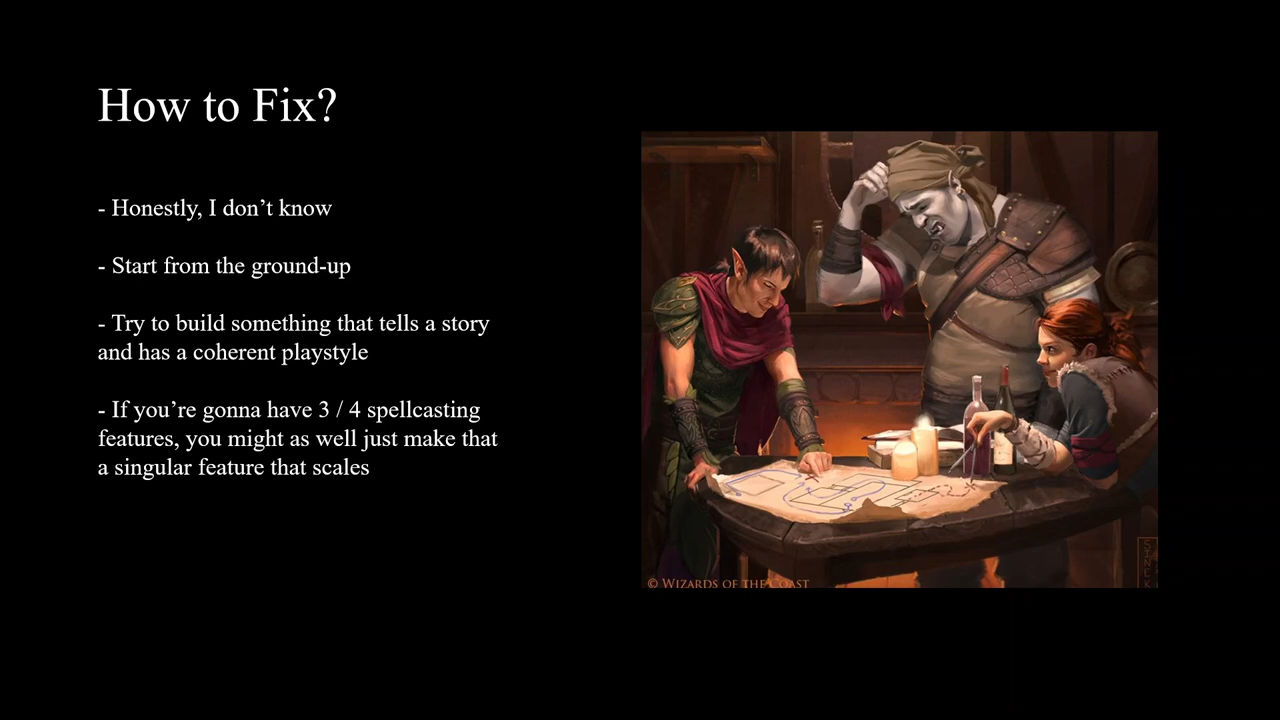 How to Fix?
- Honestly, I don’t know
- Start from the ground-up
- Try to build something that tells a story
and has a coherent playstyle
- If you’re gonna have 3 / 4 spellcasting
features, you might as well just make that
a singular feature that scales
© WIZARDS OF THE COAST